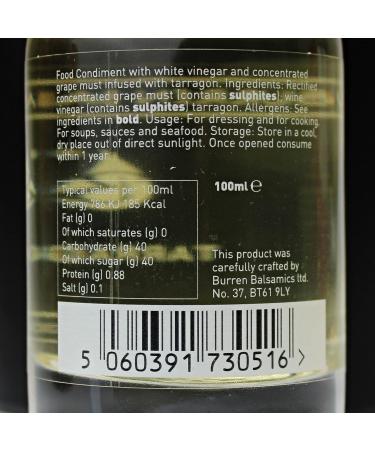 Food Condiment with white vinegar and concentrated
grape must infused with tarragon. Ingredients: Rectified
concentrated grape must (contains sulphites), wine
vinegar (contains sulphites) tarragon. Allergens: See
ingredients in bold. Usage: For dressing and for cooking.
For soups, sauces and seafood. Storage: Store in a cool,
dry place out of direct sunlight. Once opened consume
within 1 year.
Typical values per 100ml
Energy 786 KJ 185 Kcal
Fat (g) 0
Of which saturates (g) 0
Carbohydrate (g) 40
Of which sugar (g) 40
Protein (g) 0.88
Salt (g) 0.1
100ml ℮
This product was
carefully crafted by
Burren Balsamics ltd.
No. 37, BT61 9LY
5 060391 730516 >